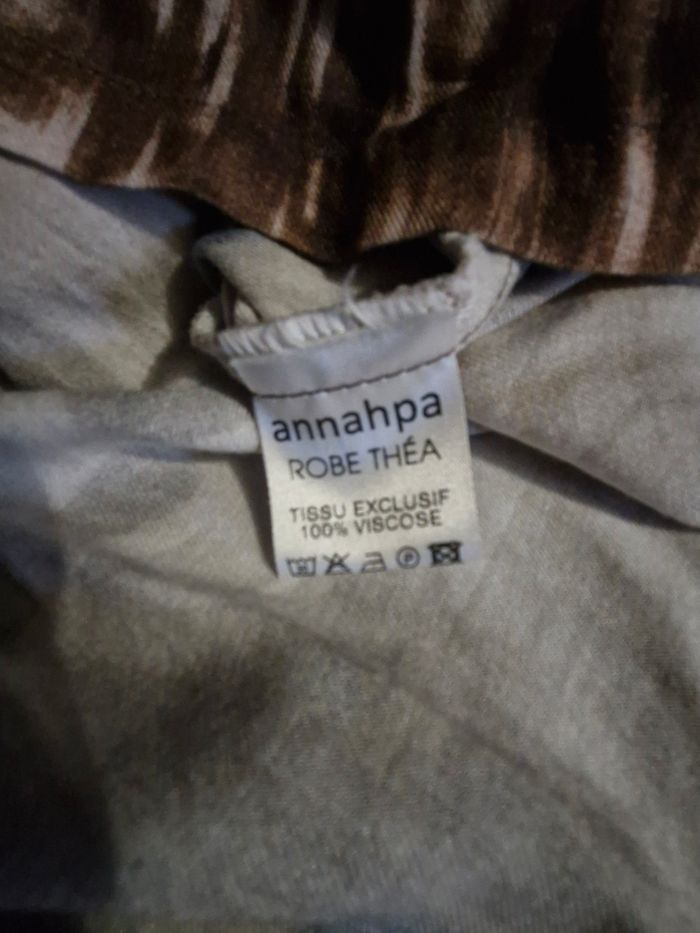 annahpa
ROBE THÉA
TISSU EXCLUSIF
100% VISCOSE